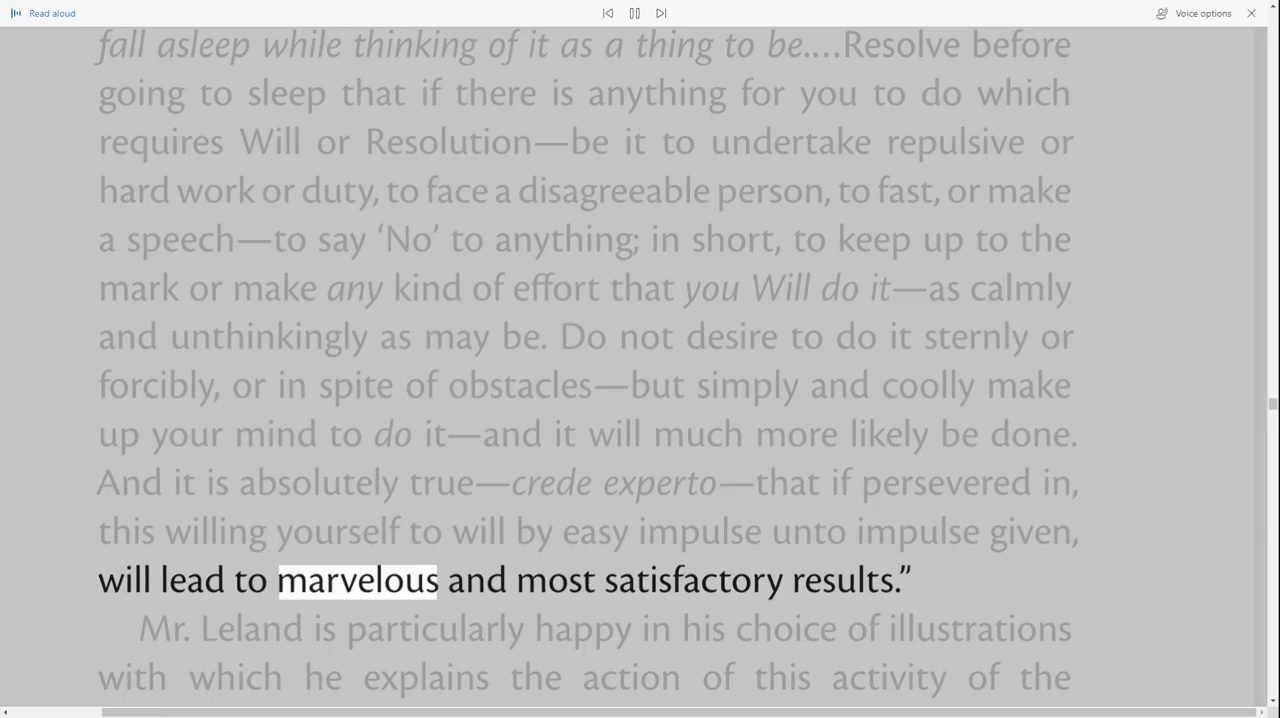 Read aloud
Voice options
fall asleep while thinking of it as a thing to be....Resolve before
going to sleep that if there is anything for you to do which
requires Will or Resolution—be it to undertake repulsive or
hard work or duty, to face a disagreeable person, to fast, or make
a speech—to say ‘No’ to anything; in short, to keep up to the
mark or make any kind of effort that you Will do it—as calmly
and unthinkingly as may be. Do not desire to do it sternly or
forcibly, or in spite of obstacles—but simply and coolly make
up your mind to do it—and it will much more likely be done.
And it is absolutely true—crede experto—that if persevered in,
this willing yourself to will by easy impulse unto impulse given,
will lead to marvelous and most satisfactory results.”
Mr. Leland is particularly happy in his choice of illustrations
with which he explains the action of this activity of the